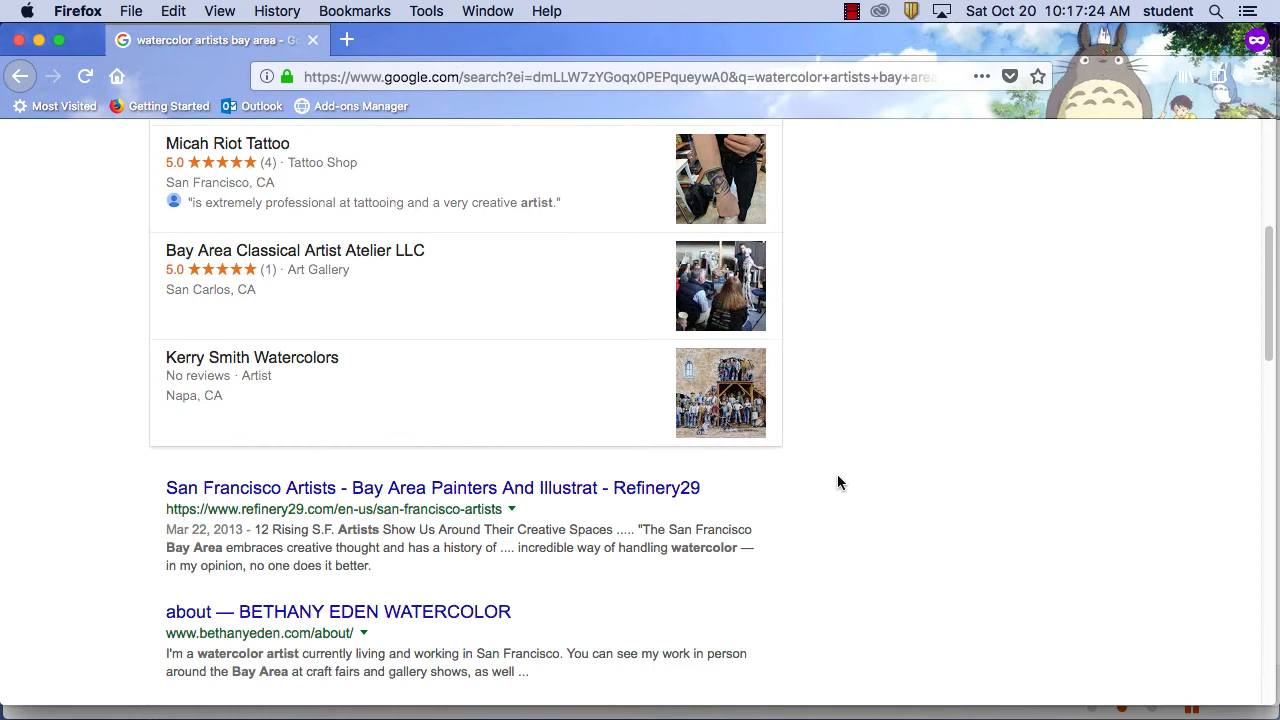 Firefox File Edit View History Bookmarks Tools Window Help Sat Oct 20 10:17:24 AM student
watercolor artists bay area - Go
https://www.google.com/search?ei=dmLLW7zYGoqx0PEPqueywA0&q=watercolor+artists+bay+area
Most Visited Getting Started Outlook Add-ons Manager
Micah Riot Tattoo
5.0 ★★★★★ (4) · Tattoo Shop
San Francisco, CA
"is extremely professional at tattooing and a very creative artist."
Bay Area Classical Artist Atelier LLC
5.0 ★★★★★ (1) · Art Gallery
San Carlos, CA
Kerry Smith Watercolors
No reviews · Artist
Napa, CA
San Francisco Artists - Bay Area Painters And Illustrat - Refinery29
https://www.refinery29.com/en-us/san-francisco-artists
Mar 22, 2013 - 12 Rising S.F. Artists Show Us Around Their Creative Spaces ..... "The San Francisco
Bay Area embraces creative thought and has a history of .... incredible way of handling watercolor —
in my opinion, no one does it better.
about — BETHANY EDEN WATERCOLOR
www.bethanyeden.com/about/
I'm a watercolor artist currently living and working in San Francisco. You can see my work in person
around the Bay Area at craft fairs and gallery shows, as well ...